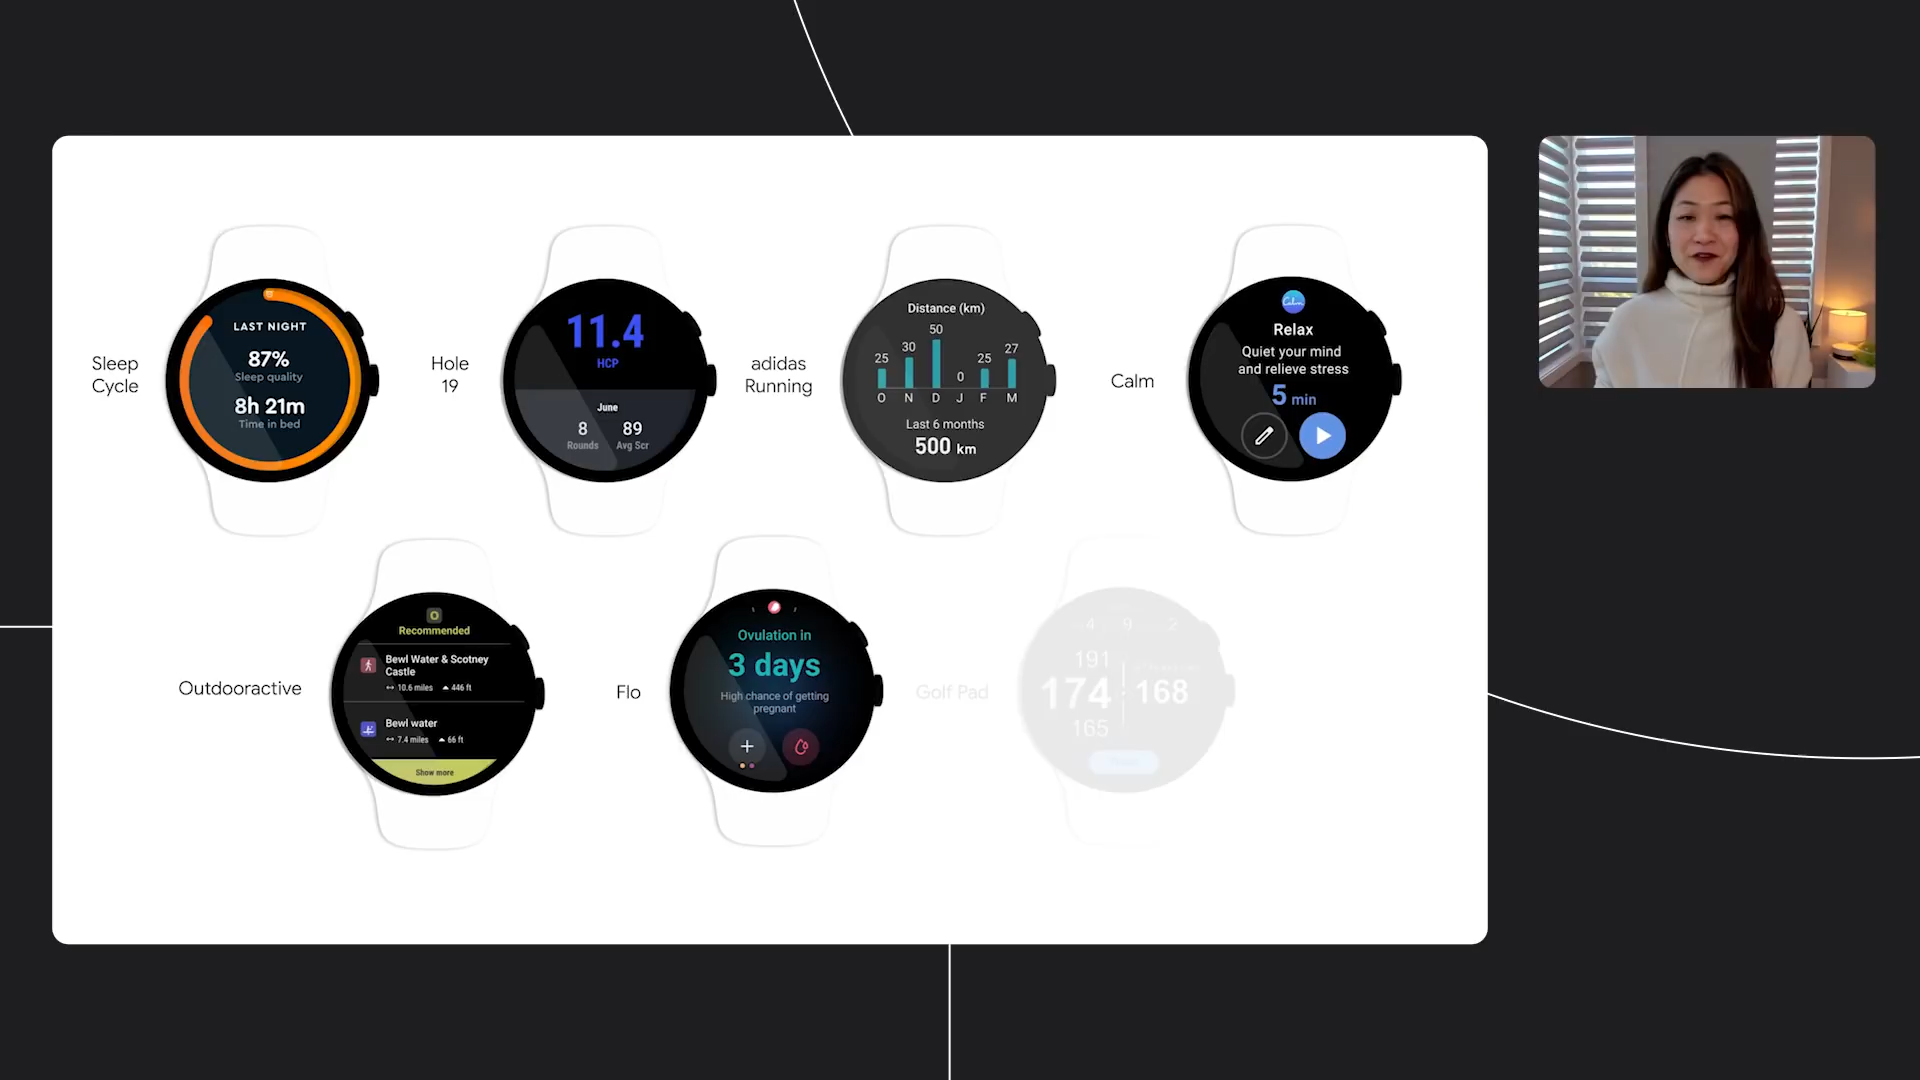 Sleep
Cycle
LAST NIGHT
87%
Sleep quality
8h 21m
Time in bed
Hole
19
11.4
HCP
June
8 89
Rounds Avg Scr
adidas
Running
Distance (km)
25 30 50 0 25 27
O N D J F M
Last 6 months
500 km
Calm
Calm
Relax
Quiet your mind
and relieve stress
5 min
Outdooractive
Recommended
Bewl Water & Scotney
Castle
10.6 miles 446 ft
Bewl water
7.4 miles 66 ft
Show more
Flo
Ovulation in
3 days
High chance of getting
pregnant
Golf Pad
4 9 2
191
174 168
165